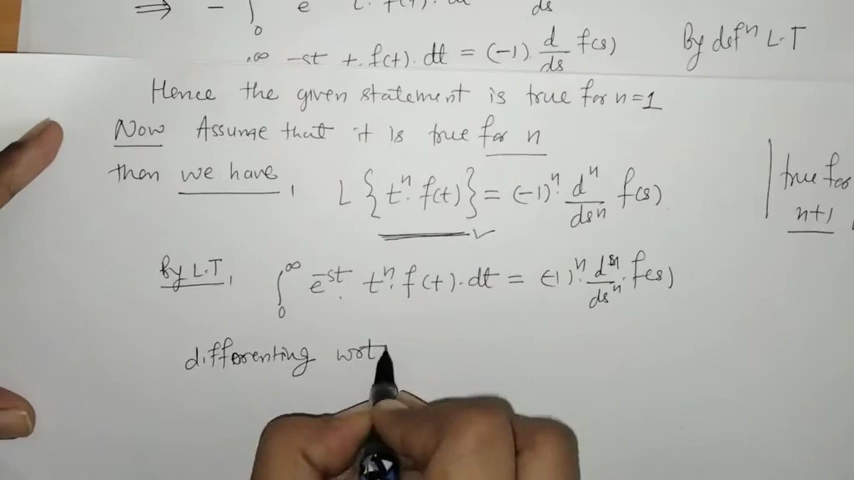 ⇒ - ∫₀ e
ds
∞ -st t. f(t). dt = (-1) d/ds f(s) By defⁿ L.T
Hence the given statement is true for n=1
Now Assume that it is true for n
then we have, L{tⁿ. f(t)} = (-1)ⁿ. dⁿ/dsⁿ f(s)
true for n+1
By L.T, ∫₀^∞ e^-st. tⁿ. f(t). dt = (-1)ⁿ. dⁿ/dsⁿ. f(s)
differenting wrt